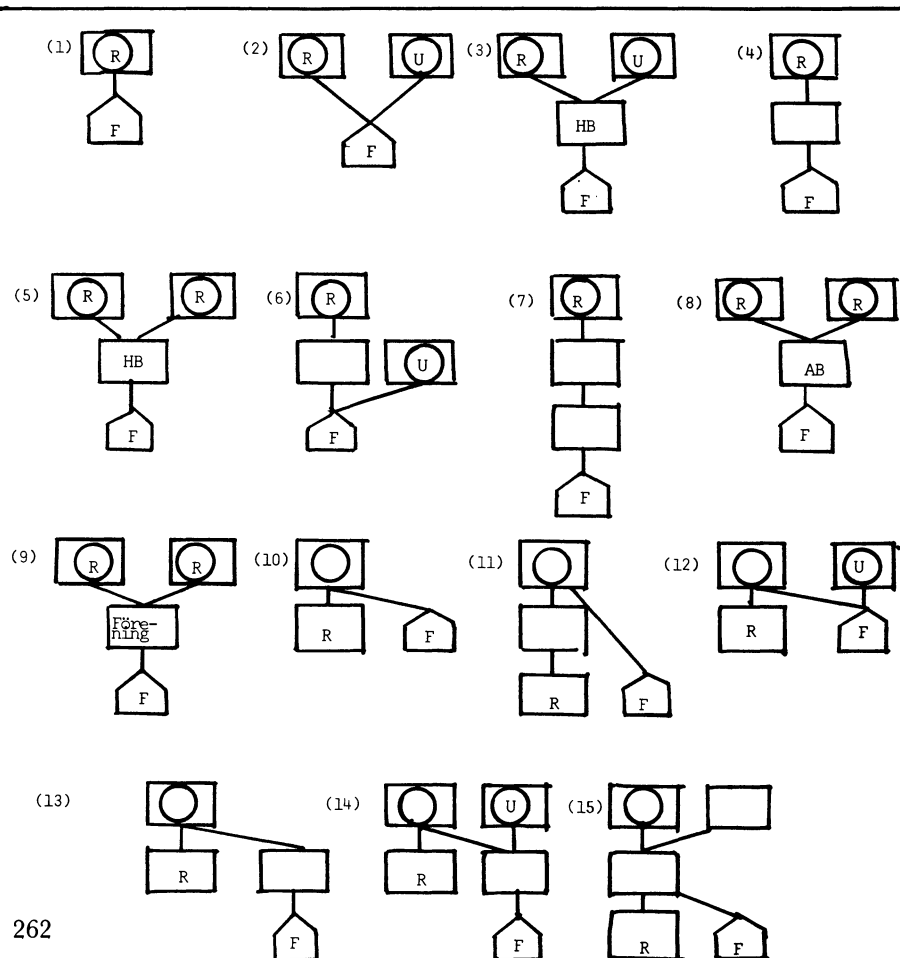 (1) R F
(2) R U F
(3) R U HB F
(4) R F
(5) R R HB F
(6) R U F
(7) R F
(8) R R AB F
(9) R R Före-
ning F
(10) R F
(11) R F
(12) U R F
(13) R F
(14) U R F
(15) R F
262